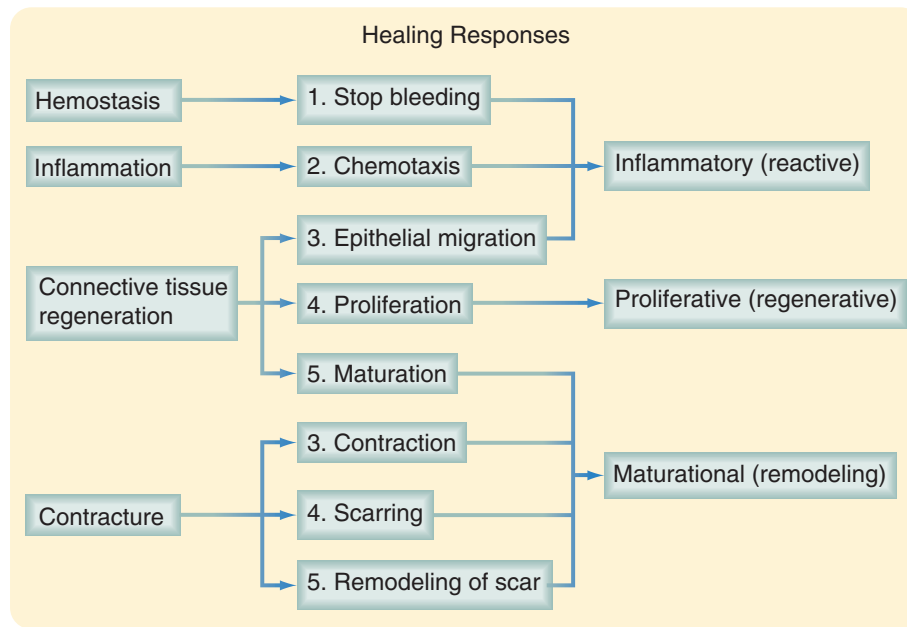 Healing Responses
Hemostasis
1. Stop bleeding
Inflammation
2. Chemotaxis
Inflammatory (reactive)
3. Epithelial migration
Connective tissue
regeneration
4. Proliferation
Proliferative (regenerative)
5. Maturation
3. Contraction
Maturational (remodeling)
Contracture
4. Scarring
5. Remodeling of scar